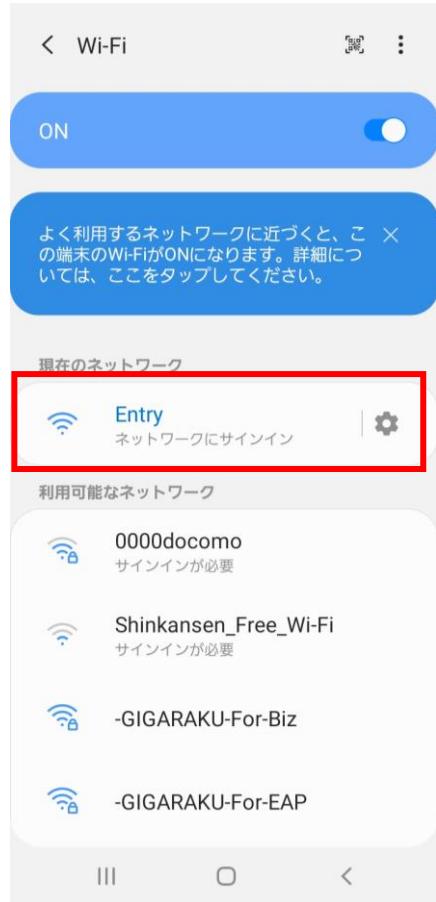 Wi-Fi
ON
よく利用するネットワークに近づくと、こ
の端末のWi-FiがONになります。詳細につ
いては、ここをタップしてください。
現在のネットワーク
Entry
ネットワークにサインイン
利用可能なネットワーク
0000docomo
サインインが必要
Shinkansen_Free_Wi-Fi
サインインが必要
-GIGARAKU-For-Biz
-GIGARAKU-For-EAP